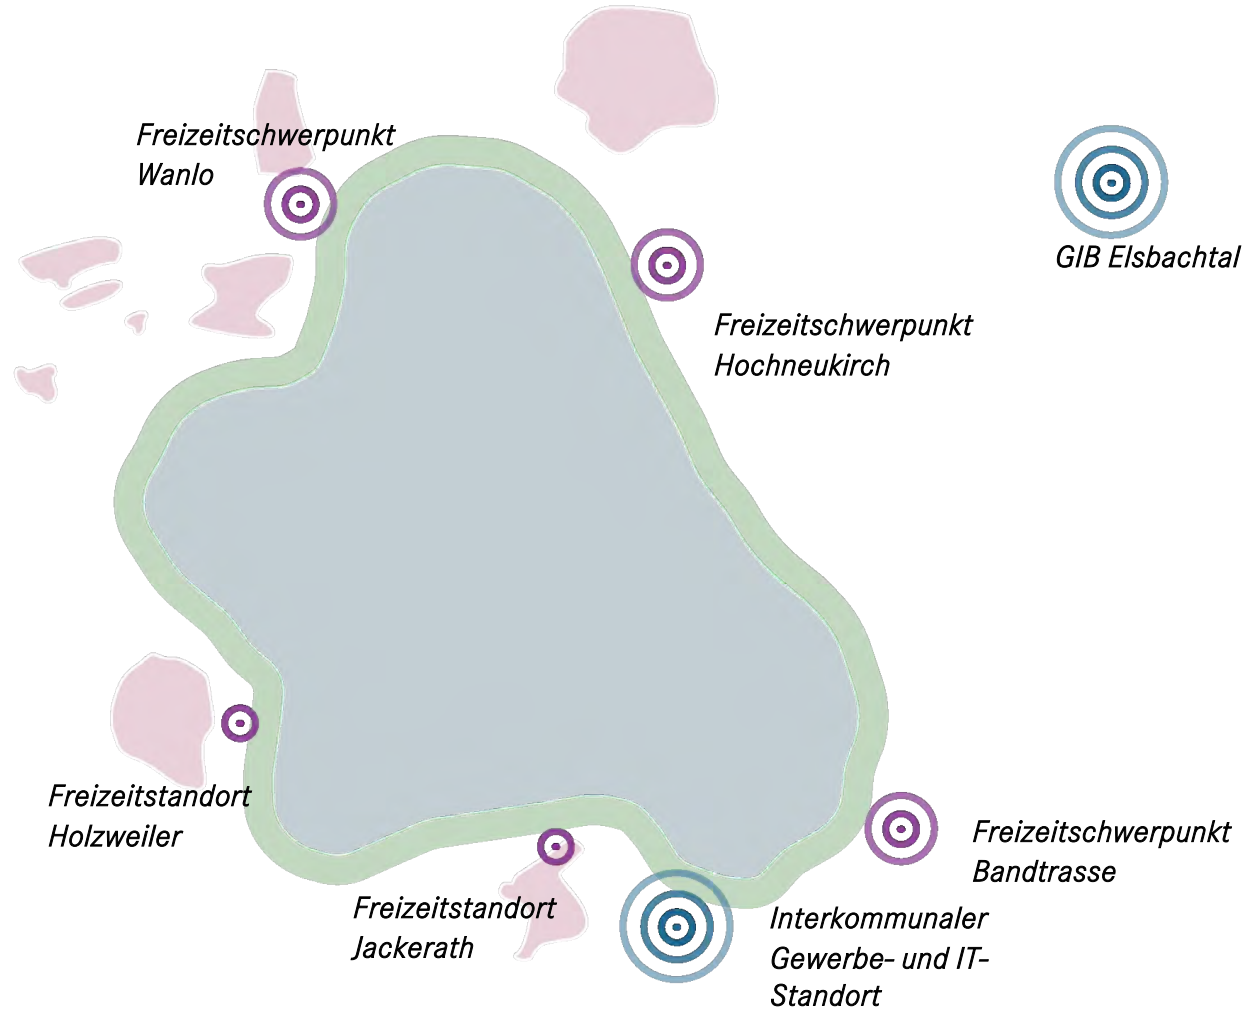 Freizeitschwerpunkt
Wanlo
GIB Elsbachtal
Freizeitschwerpunkt
Hochneukirch
Freizeitstandort
Holzweiler
Freizeitschwerpunkt
Bandtrasse
Freizeitstandort
Jackerath
Interkommunaler
Gewerbe- und IT-
Standort